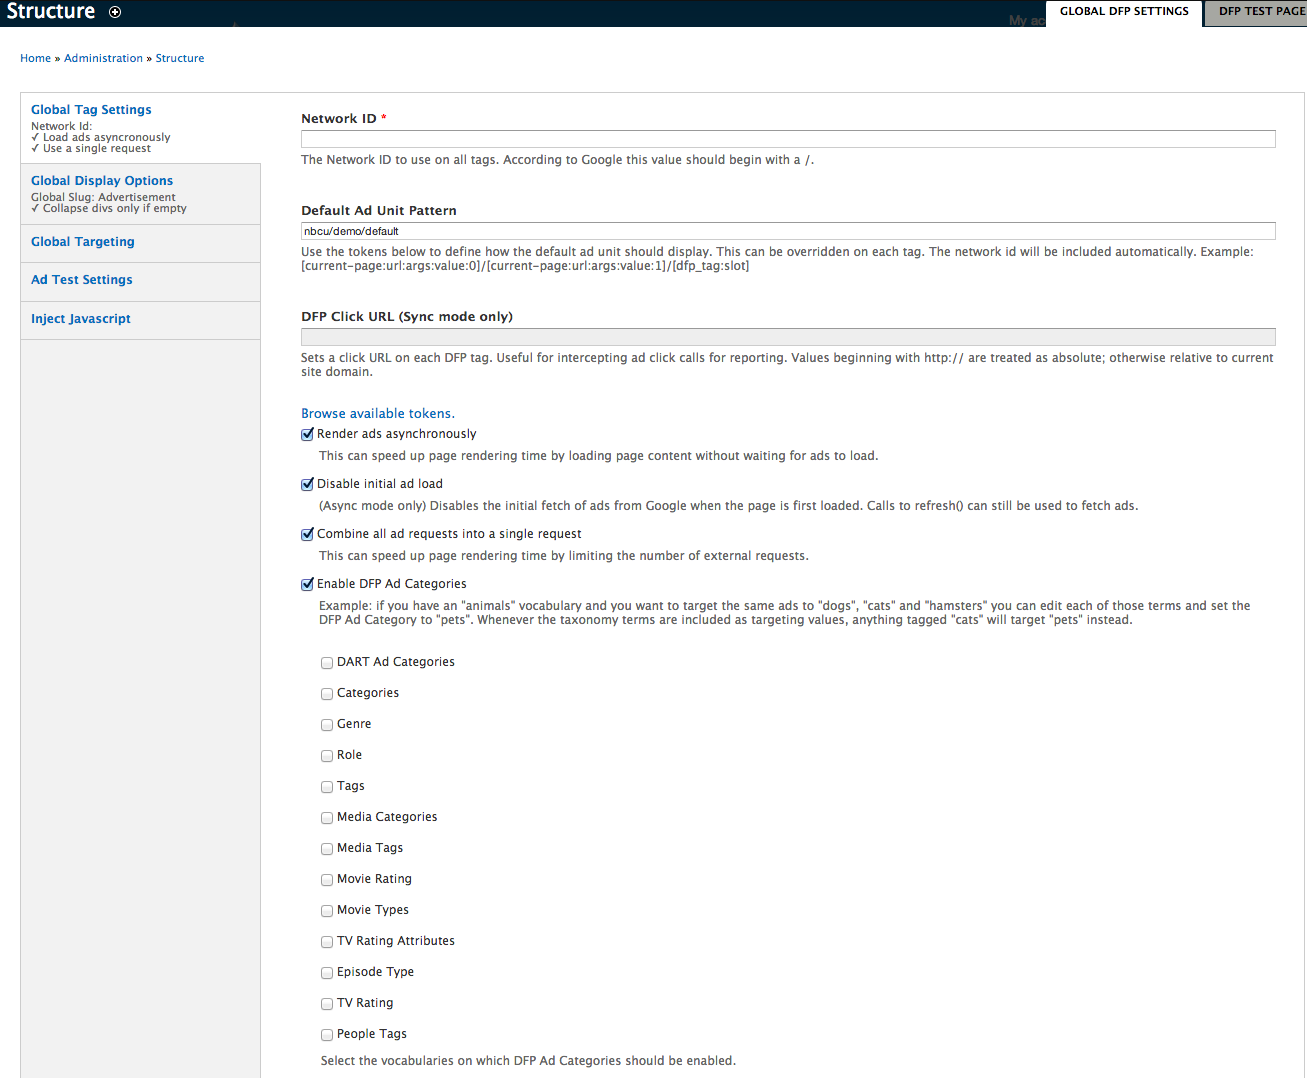 Structure
My ac
GLOBAL DFP SETTINGS
DFP TEST PAGE
Home » Administration » Structure
Global Tag Settings
Network Id:
✓ Load ads asyncronously
✓ Use a single request
Global Display Options
Global Slug: Advertisement
✓ Collapse divs only if empty
Global Targeting
Ad Test Settings
Inject Javascript
Network ID *
The Network ID to use on all tags. According to Google this value should begin with a /.
Default Ad Unit Pattern
nbcu/demo/default
Use the tokens below to define how the default ad unit should display. This can be overridden on each tag. The network id will be included automatically. Example:
[current-page:url:args:value:0]/[current-page:url:args:value:1]/[dfp_tag:slot]
DFP Click URL (Sync mode only)
Sets a click URL on each DFP tag. Useful for intercepting ad click calls for reporting. Values beginning with http:// are treated as absolute; otherwise relative to current
site domain.
Browse available tokens.
Render ads asynchronously
This can speed up page rendering time by loading page content without waiting for ads to load.
Disable initial ad load
(Async mode only) Disables the initial fetch of ads from Google when the page is first loaded. Calls to refresh() can still be used to fetch ads.
Combine all ad requests into a single request
This can speed up page rendering time by limiting the number of external requests.
Enable DFP Ad Categories
Example: if you have an "animals" vocabulary and you want to target the same ads to "dogs", "cats" and "hamsters" you can edit each of those terms and set the
DFP Ad Category to "pets". Whenever the taxonomy terms are included as targeting values, anything tagged "cats" will target "pets" instead.
DART Ad Categories
Categories
Genre
Role
Tags
Media Categories
Media Tags
Movie Rating
Movie Types
TV Rating Attributes
Episode Type
TV Rating
People Tags
Select the vocabularies on which DFP Ad Categories should be enabled.